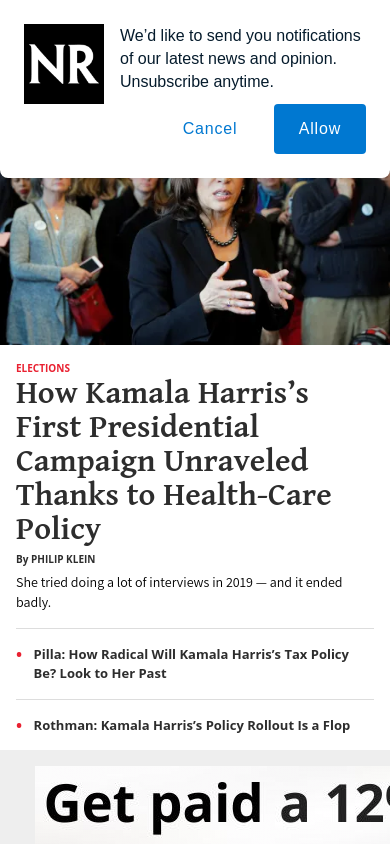 NR
We’d like to send you notifications
of our latest news and opinion.
Unsubscribe anytime.
Cancel
Allow
ELECTIONS
How Kamala Harris’s
First Presidential
Campaign Unraveled
Thanks to Health-Care
Policy
By PHILIP KLEIN
She tried doing a lot of interviews in 2019 — and it ended
badly.
• Pilla: How Radical Will Kamala Harris’s Tax Policy
Be? Look to Her Past
• Rothman: Kamala Harris’s Policy Rollout Is a Flop
Get paid a 12